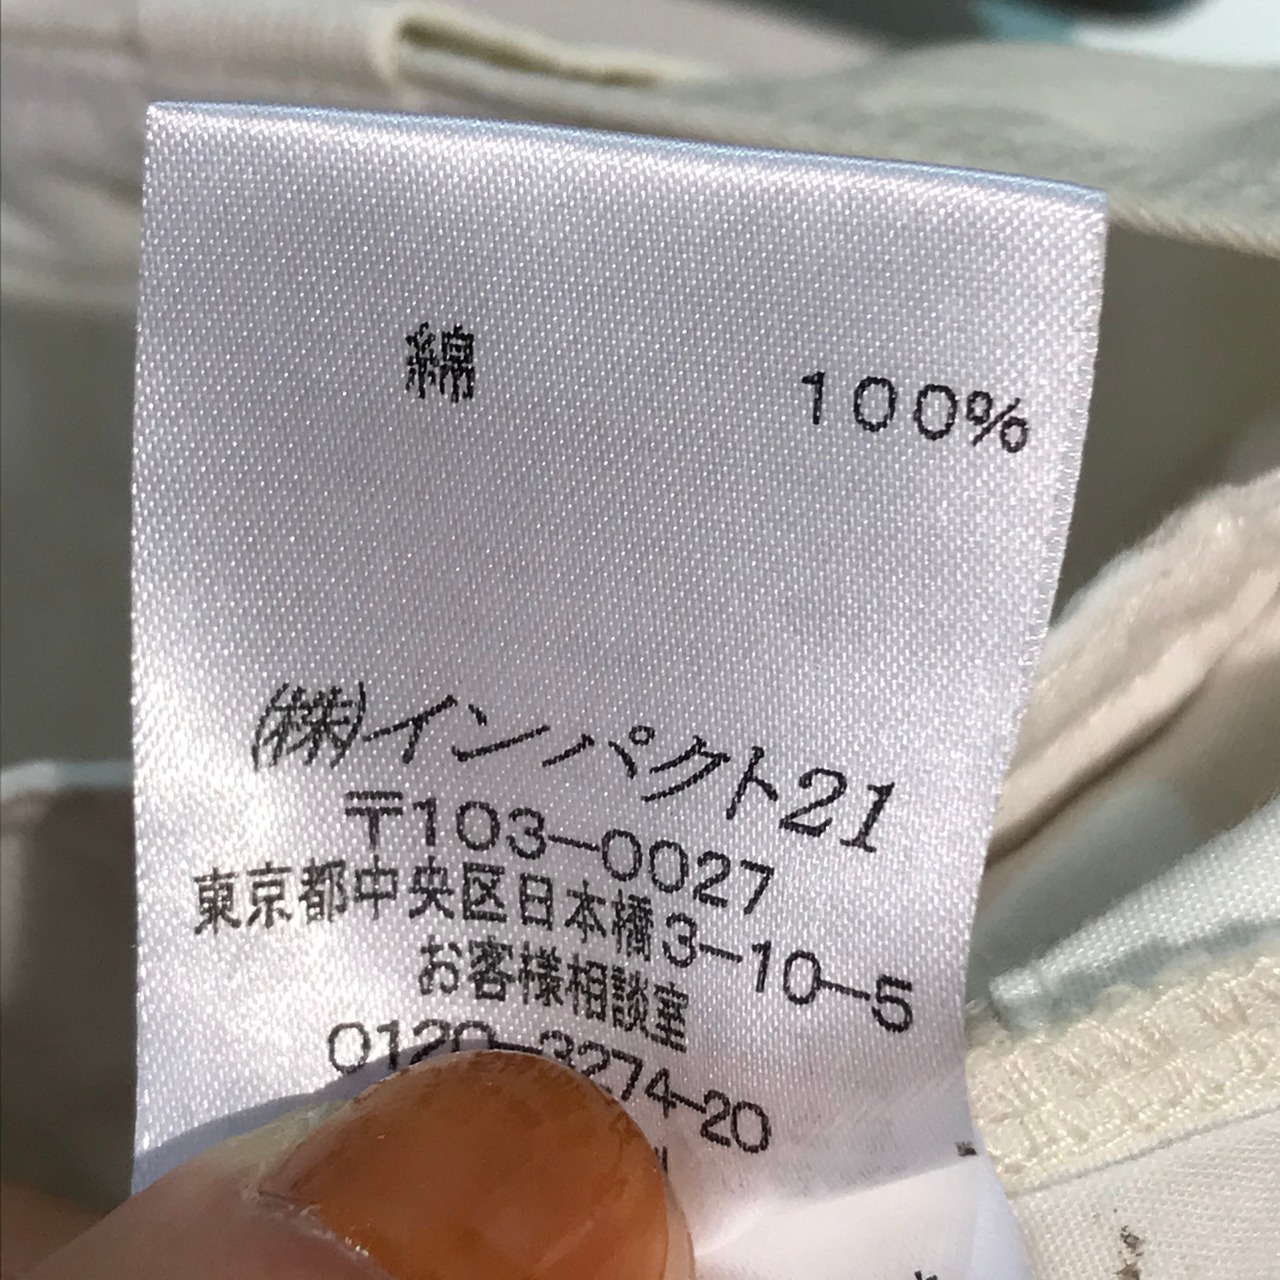 綿 100%
㈱インパクト21
〒103-0027
東京都中央区日本橋3-10-5
お客様相談室
0120-3274-20